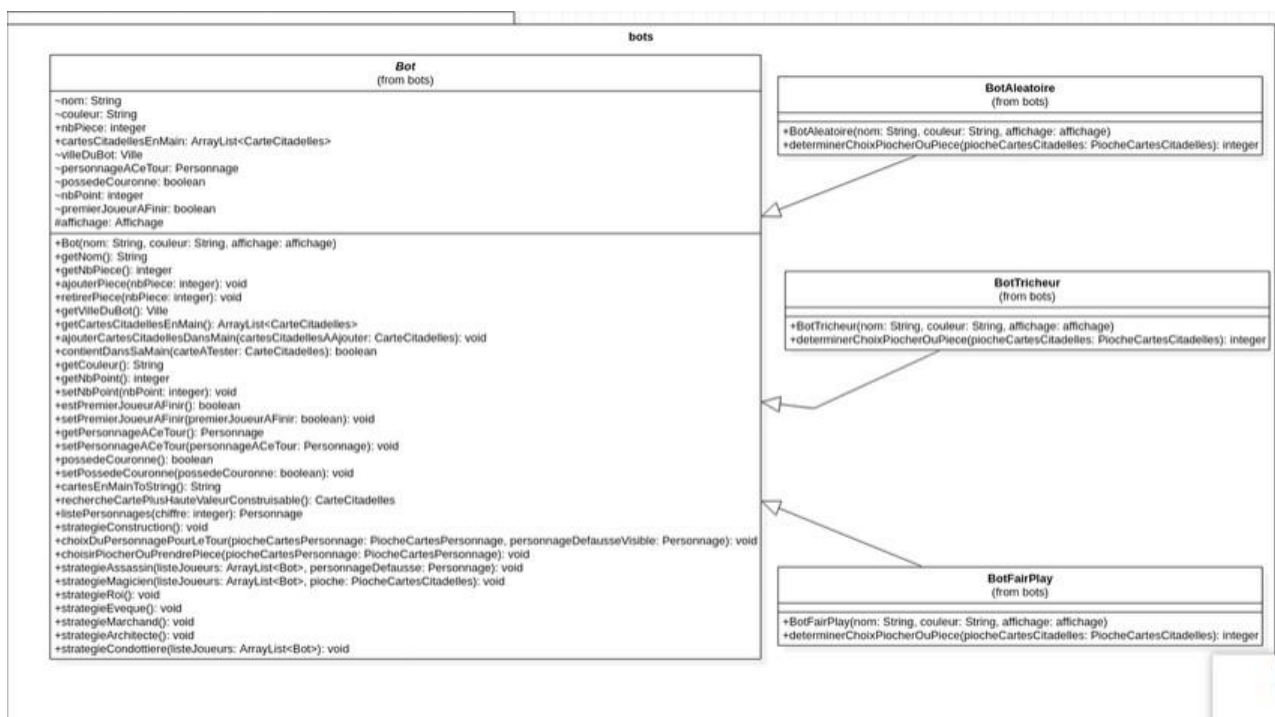 bots
Bot
(from bots)
~nom: String
~couleur: String
+nbPiece: integer
+cartesCitadellesEnMain: ArrayList<CarteCitadelles>
~villeDuBot: Ville
~personnageACeTour: Personnage
~possedeCouronne: boolean
~nbPoint: integer
~premierJoueurAFinir: boolean
#affichage: Affichage
+Bot(nom: String, couleur: String, affichage: affichage)
+getNom(): String
+getNbPiece(): integer
+ajouterPiece(nbPiece: integer): void
+retirerPiece(nbPiece: integer): void
+getVilleDuBot(): Ville
+getCartesCitadellesEnMain(): ArrayList<CarteCitadelles>
+ajouterCartesCitadellesDansMain(cartesCitadellesAAjouter: CarteCitadelles): void
+contientDansSaMain(carteATester: CarteCitadelles): boolean
+getCouleur(): String
+getNbPoint(): integer
+setNbPoint(nbPoint: integer): void
+estPremierJoueurAFinir(): boolean
+setPremierJoueurAFinir(premierJoueurAFinir: boolean): void
+getPersonnageACeTour(): Personnage
+setPersonnageACeTour(personnageACeTour: Personnage): void
+possedeCouronne(): boolean
+setPossedeCouronne(possedeCouronne: boolean): void
+cartesEnMainToString(): String
+rechercheCartePlusHauteValeurConstruisable(): CarteCitadelles
+listePersonnages(chiffre: integer): Personnage
+strategieConstruction(): void
+choixDuPersonnagePourLeTour(piocheCartesPersonnage: PiocheCartesPersonnage, personnageDefausseVisible: Personnage): void
+choisirPiocherOuPrendrePiece(piocheCartesPersonnage: PiocheCartesPersonnage): void
+strategieAssassin(listeJoueurs: ArrayList<Bot>, personnageDefausse: Personnage): void
+strategieMagicien(listeJoueurs: ArrayList<Bot>, pioche: PiocheCartesCitadelles): void
+strategieRoi(): void
+strategieEveque(): void
+strategieMarchand(): void
+strategieArchitecte(): void
+strategieCondottiere(listeJoueurs: ArrayList<Bot>): void
BotAleatoire
(from bots)
+BotAleatoire(nom: String, couleur: String, affichage: affichage)
+determinerChoixPiocherOuPiece(piocheCartesCitadelles: PiocheCartesCitadelles): integer
BotTricheur
(from bots)
+BotTricheur(nom: String, couleur: String, affichage: affichage)
+determinerChoixPiocherOuPiece(piocheCartesCitadelles: PiocheCartesCitadelles): integer
BotFairPlay
(from bots)
+BotFairPlay(nom: String, couleur: String, affichage: affichage)
+determinerChoixPiocherOuPiece(piocheCartesCitadelles: PiocheCartesCitadelles): integer